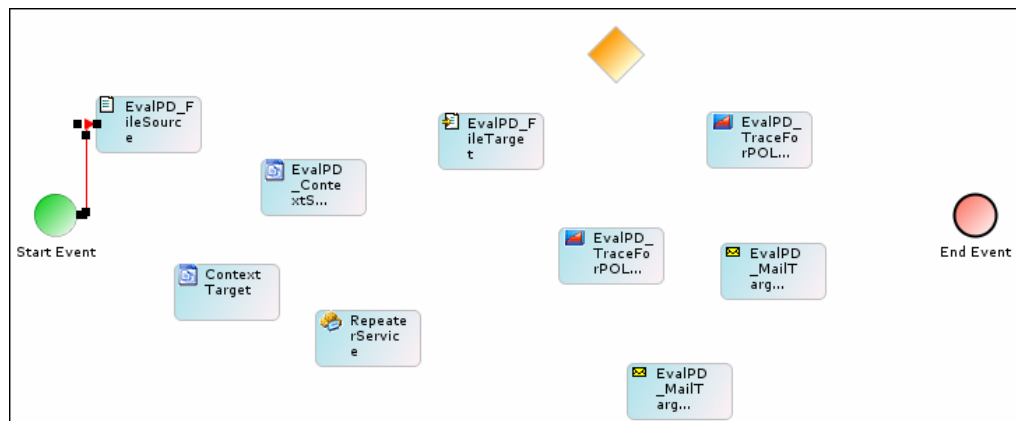 EvalPD_F
ileSourc
e
EvalPD_F
ileTarge
t
EvalPD_
TraceFo
rPOL...
EvalPD
_Conte
xtS...
Start Event
EvalPD_
TraceFo
rPOL...
EvalPD
_MailT
arg...
End Event
Context
Target
Repeate
rServic
e
EvalPD
_MailT
arg...